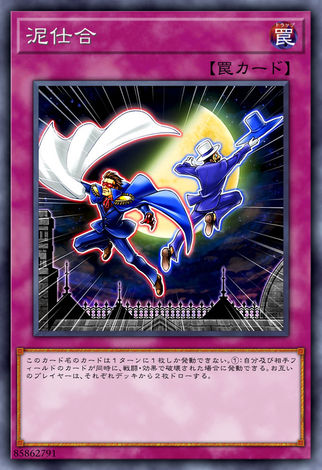 泥仕合
トラップ
罠
【罠カード】
このカード名のカードは1ターンに1枚しか発動できない。①:自分及び相手フ
ィールドのカードが同時に、戦闘・効果で破壊された場合に発動できる。お互
いのプレイヤーは、それぞれデッキから2枚ドローする。
85862791